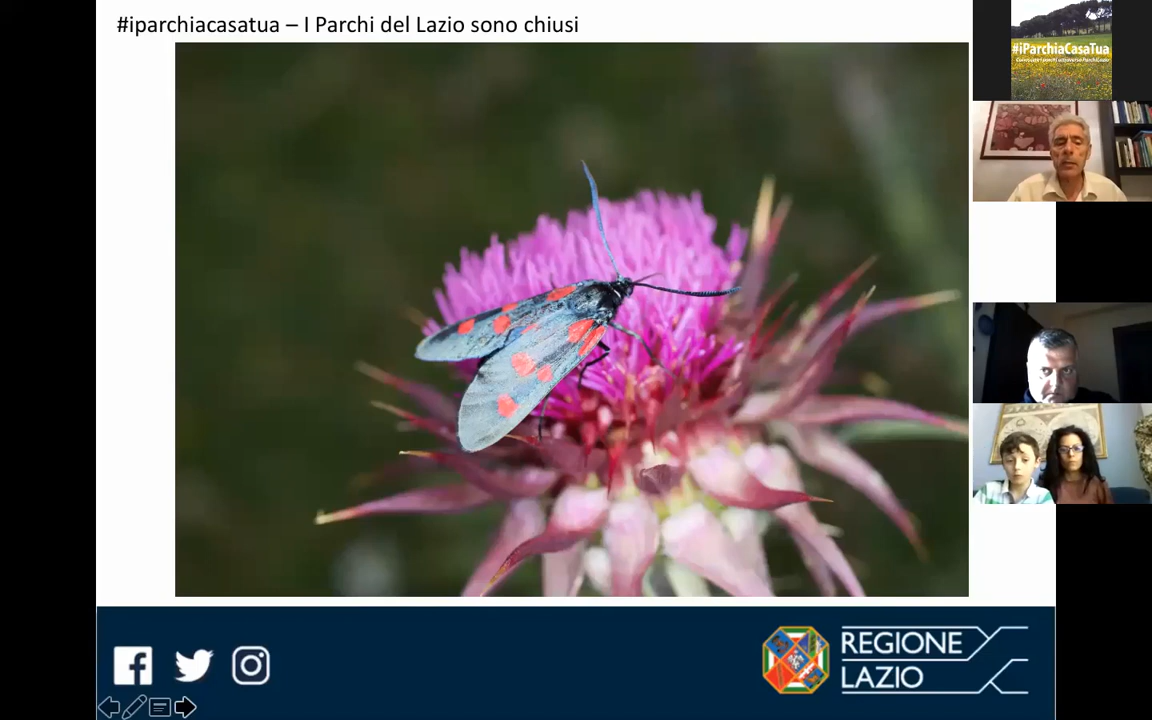 #iparchiacasatua – I Parchi del Lazio sono chiusi
#iParchiaCasaTua
REGIONE
LAZIO